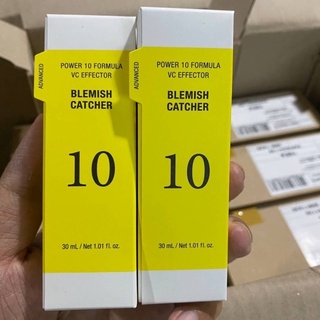 ADVANCED
POWER 10 FORMULA
VC EFFECTOR
BLEMISH
CATCHER
10
30 mL / Net 1.01 fl. oz.
ADVANCED
POWER 10 FORMULA
VC EFFECTOR
BLEMISH
CATCHER
10
30 mL / Net 1.01 fl. oz.